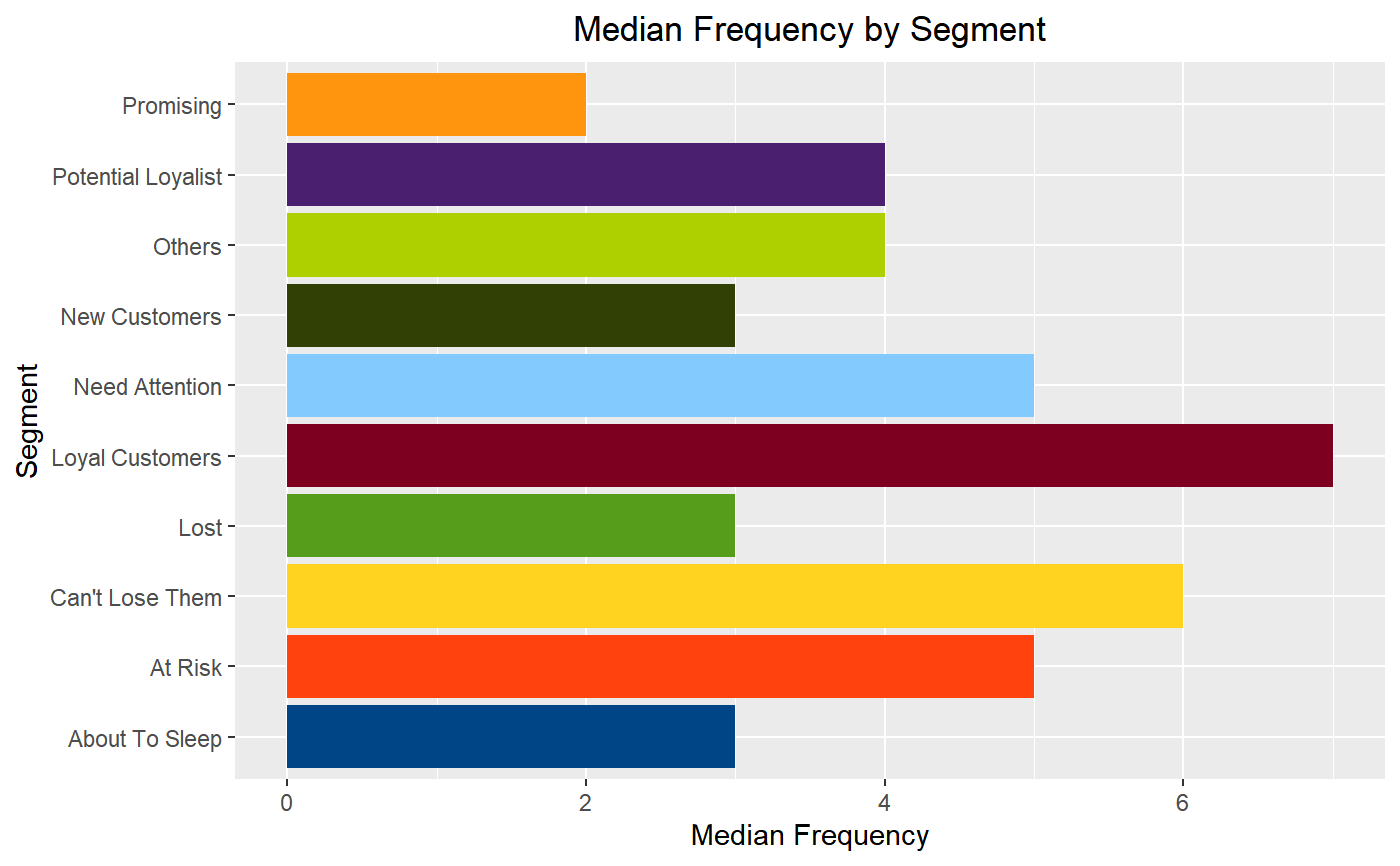 Median Frequency by Segment
Promising
Potential Loyalist
Others
New Customers
Need Attention
Loyal Customers
Lost
Can't Lose Them
At Risk
About To Sleep
Segment
0 2 4 6
Median Frequency